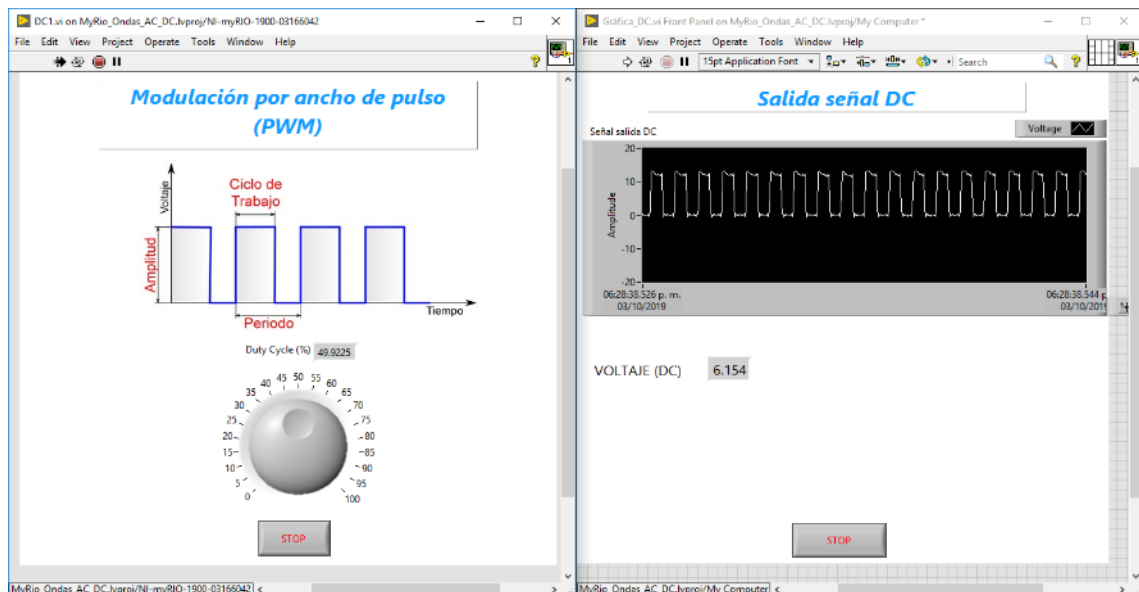 DC1.vi on MyRio_Ondas_AC_DC.lvproj/NI-myRIO-1900-03166042
File Edit View Project Operate Tools Window Help
Modulación por ancho de pulso
(PWM)
Voltaje
Ciclo de
Trabajo
Amplitud
Periodo
Tiempo
Duty Cycle (%) 49.9225
0
5
10
15
20
25
30
35
40
45
50
55
60
65
70
75
80
85
90
95
100
STOP
MyRio_Ondas_AC_DC.lvproj/NI-myRIO-1900-03166042
Gráfica_DC.vi Front Panel on MyRio_Ondas_AC_DC.lvproj/My Computer *
File Edit View Project Operate Tools Window Help
15pt Application Font
Search
Salida señal DC
Señal salida DC
Voltage
Amplitude
20
10
0
-10
-20
06:28:38.526 p. m.
03/10/2019
06:28:38.544 p
03/10/2019
VOLTAJE (DC) 6.154
STOP
MyRio_Ondas_AC_DC.lvproj/My Computer